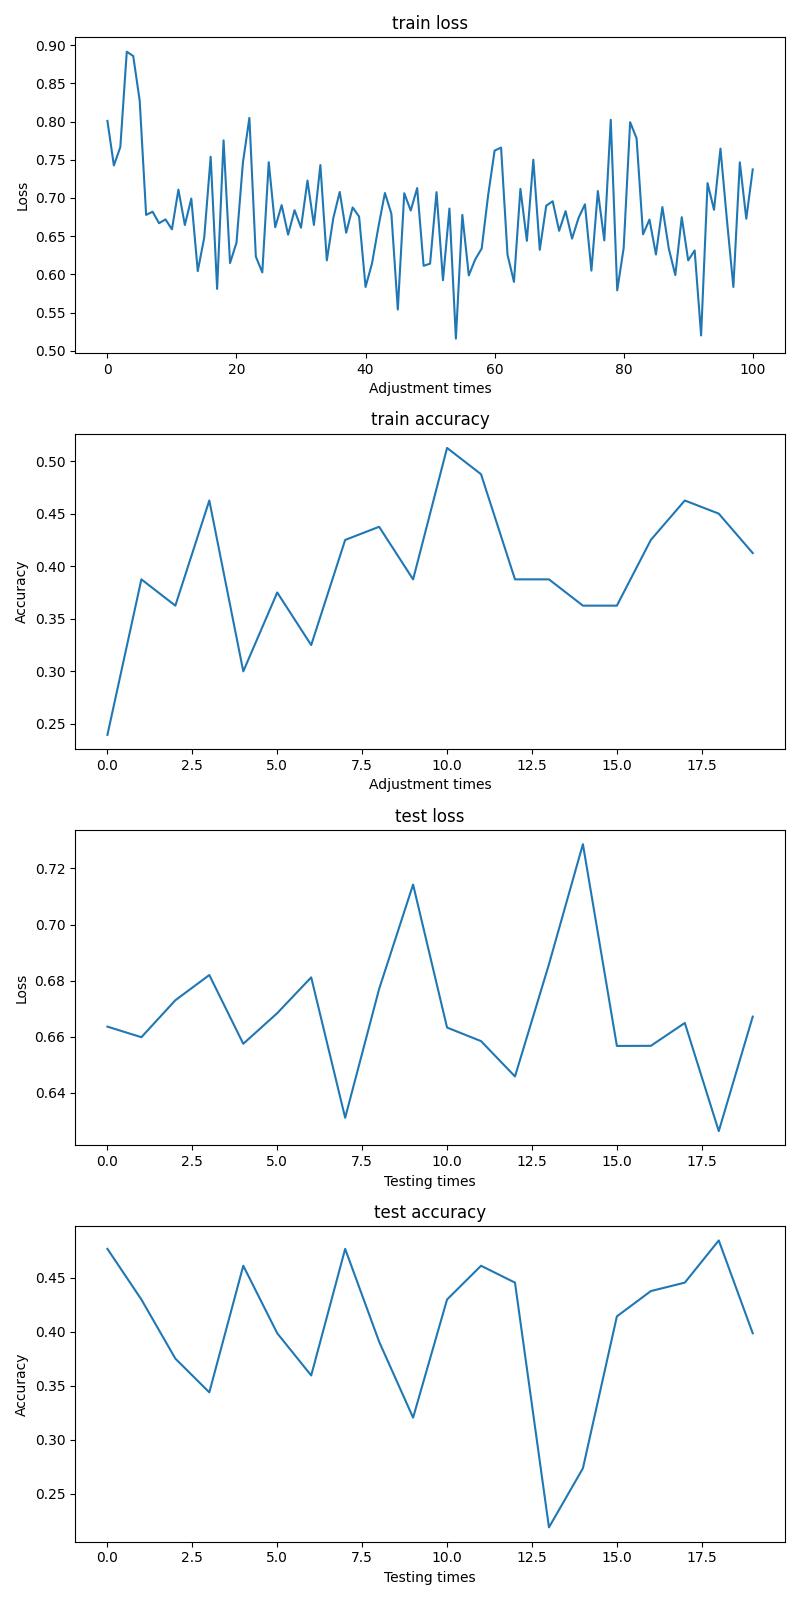 train loss
0.90
0.85
0.80
0.75
0.70
0.65
0.60
0.55
0.50
Loss
0 20 40 60 80 100
Adjustment times
train accuracy
0.50
0.45
0.40
0.35
0.30
0.25
Accuracy
0.0 2.5 5.0 7.5 10.0 12.5 15.0 17.5
Adjustment times
test loss
0.72
0.70
0.68
0.66
0.64
Loss
0.0 2.5 5.0 7.5 10.0 12.5 15.0 17.5
Testing times
test accuracy
0.45
0.40
0.35
0.30
0.25
Accuracy
0.0 2.5 5.0 7.5 10.0 12.5 15.0 17.5
Testing times